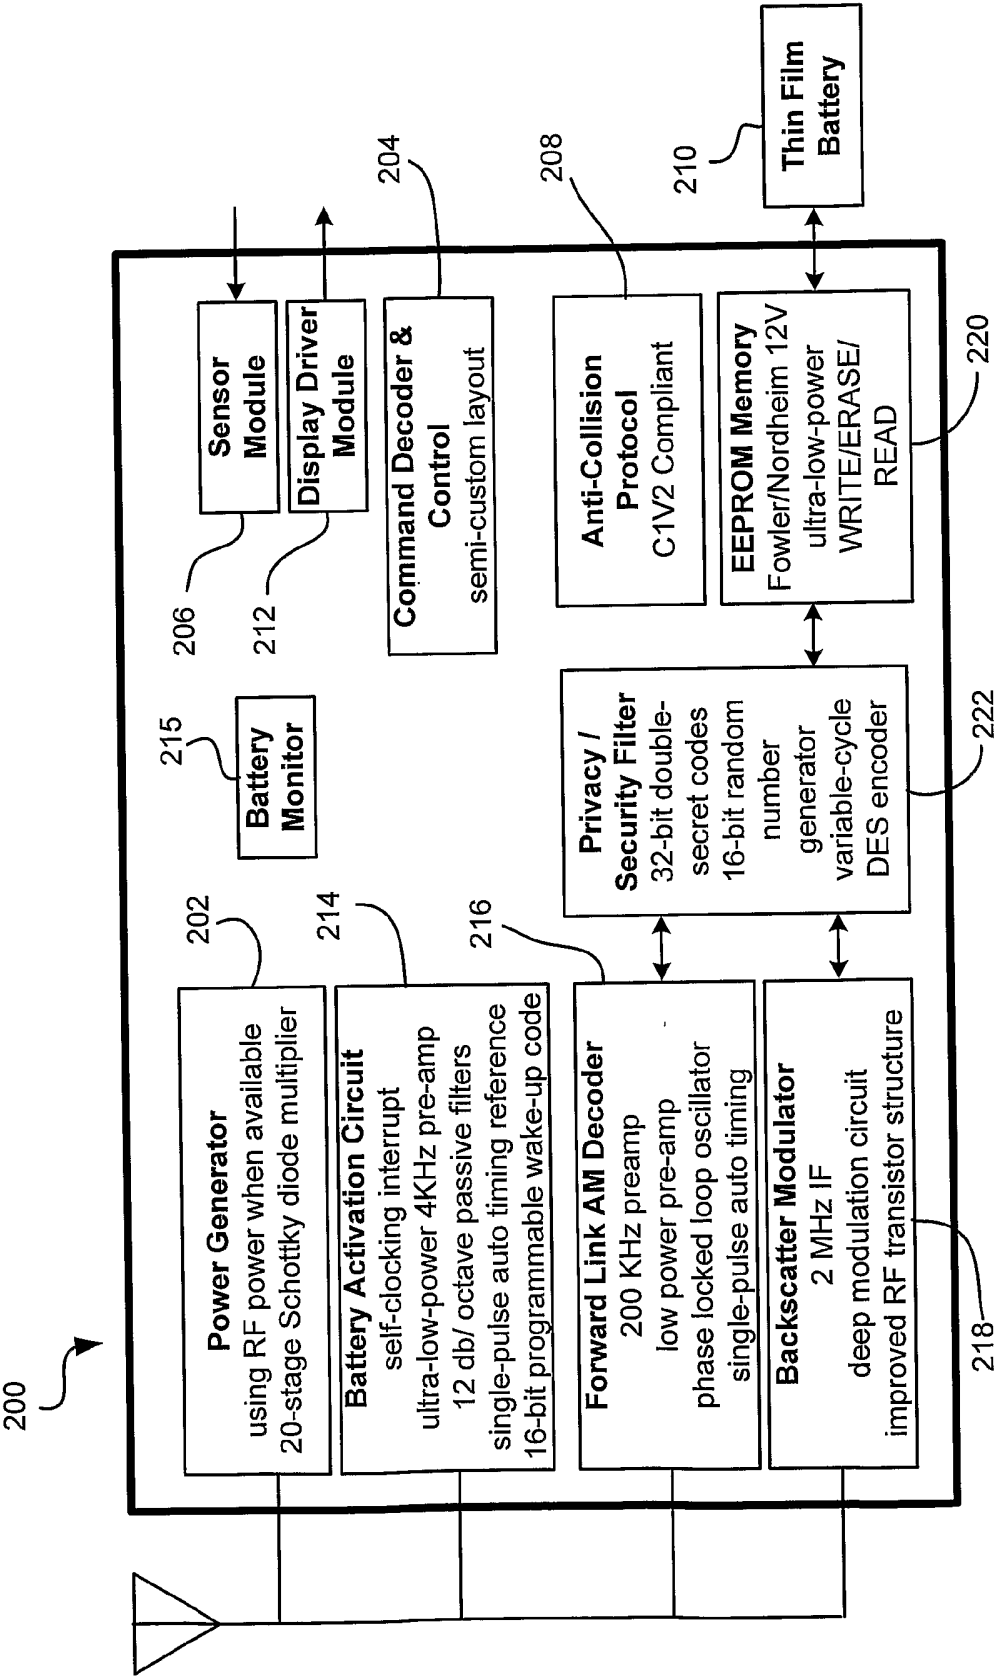 200
Power Generator
using RF power when available
20-stage Schottky diode multiplier
202
Battery Activation Circuit
self-clocking interrupt
ultra-low-power 4KHz pre-amp
12 db/ octave passive filters
single-pulse auto timing reference
16-bit programmable wake-up code
214
Forward Link AM Decoder
200 KHz preamp
low power pre-amp
phase locked loop oscillator
single-pulse auto timing
216
Backscatter Modulator
2 MHz IF
deep modulation circuit
improved RF transistor structure
218
215
Battery
Monitor
Privacy /
Security Filter
32-bit double-
secret codes
16-bit random
number
generator
variable-cycle
DES encoder
222
206
Sensor
Module
212
Display Driver
Module
Command Decoder &
Control
semi-custom layout
204
Anti-Collision
Protocol
C1V2 Compliant
208
EEPROM Memory
Fowler/Nordheim 12V
ultra-low-power
WRITE/ERASE/
READ
220
210
Thin Film
Battery